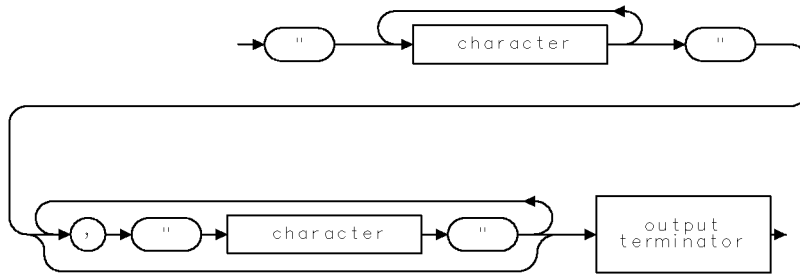 " character "
, " character " output
terminator